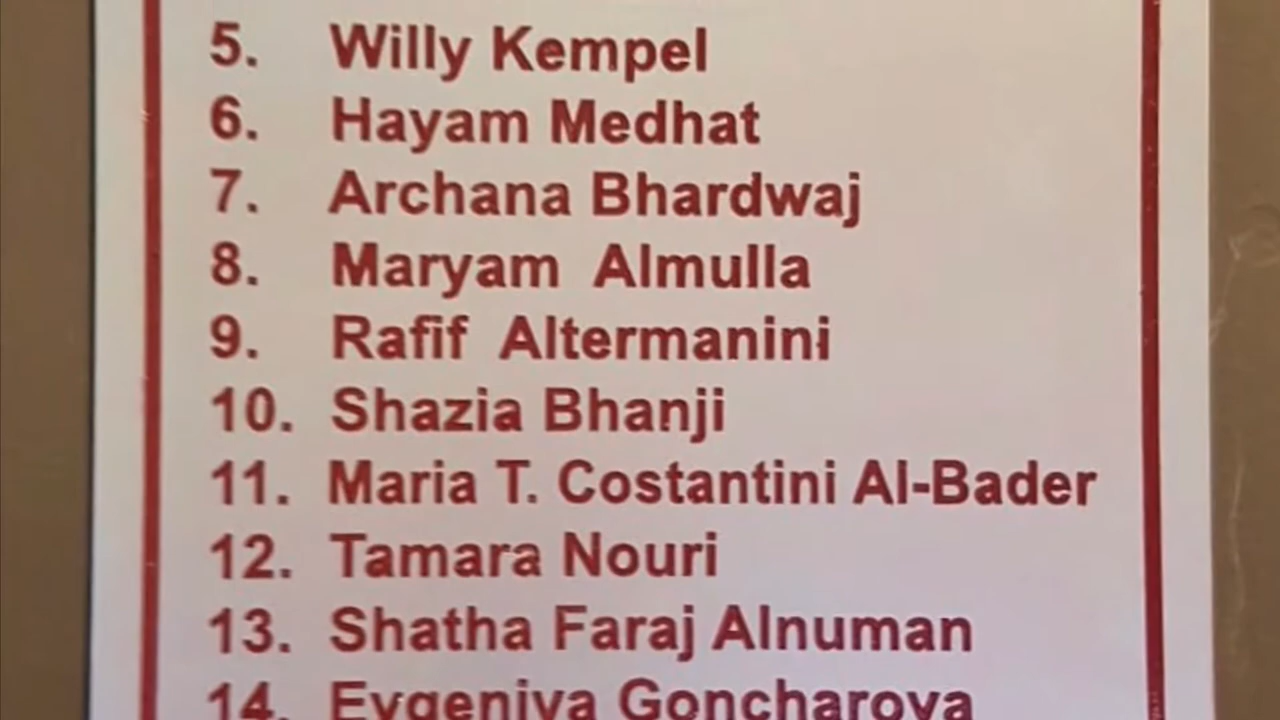 5. Willy Kempel
6. Hayam Medhat
7. Archana Bhardwaj
8. Maryam Almulla
9. Rafif Altermanini
10. Shazia Bhanji
11. Maria T. Costantini Al-Bader
12. Tamara Nouri
13. Shatha Faraj Alnuman
14. Evgeniya Goncharova